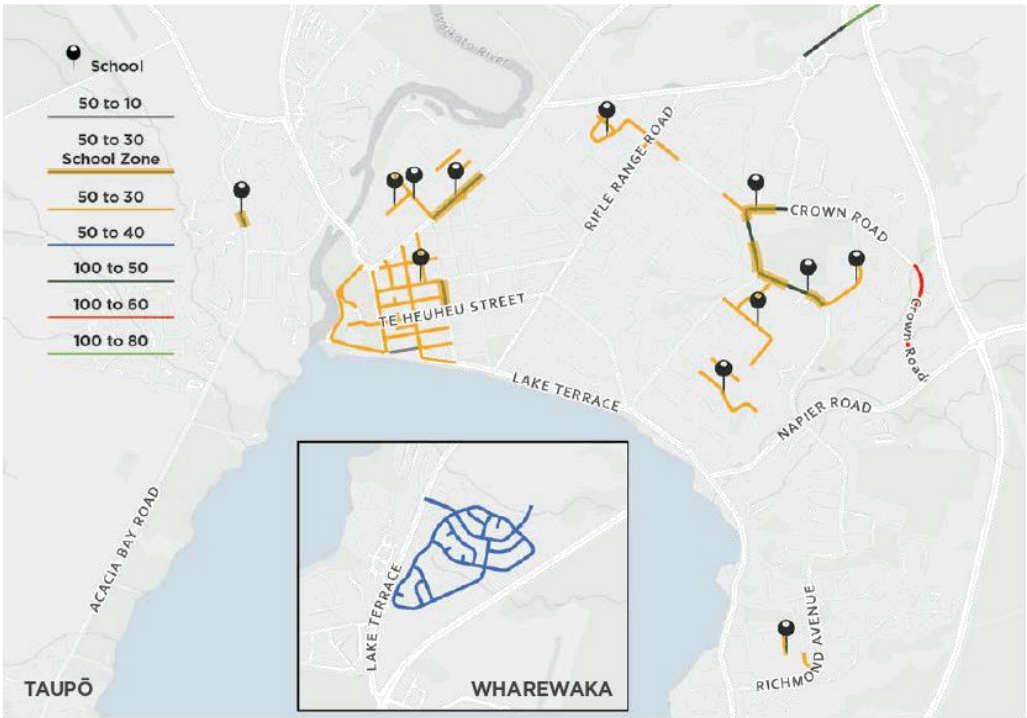 School
50 to 10
50 to 30
School Zone
50 to 30
50 to 40
100 to 50
100 to 60
100 to 80
Waikato River
RIFLE RANGE ROAD
CROWN ROAD
Crown Road
TE HEUHEU STREET
LAKE TERRACE
NAPIER ROAD
ACACIA BAY ROAD
LAKE TERRACE
RICHMOND AVENUE
TAUPŌ
WHAREWAKA